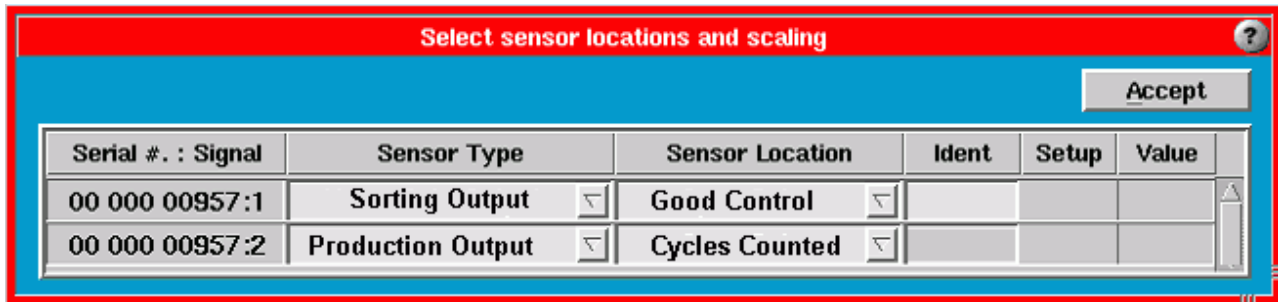 Select sensor locations and scaling ?
Accept
Serial #. : Signal Sensor Type Sensor Location Ident Setup Value
00 000 00957:1 Sorting Output Good Control
00 000 00957:2 Production Output Cycles Counted